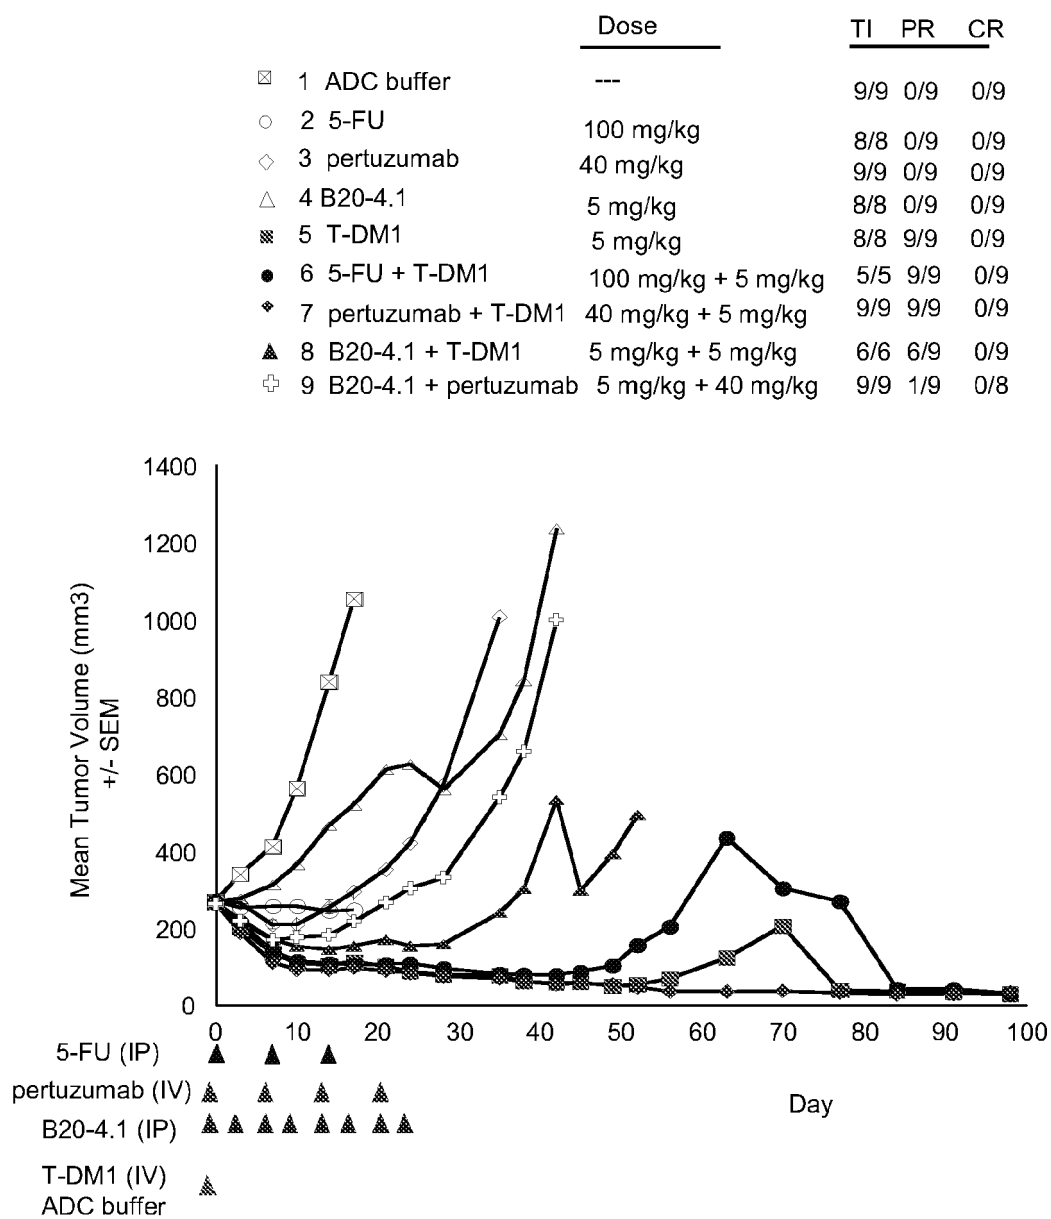 Dose TI PR CR
1 ADC buffer --- 9/9 0/9 0/9
2 5-FU 100 mg/kg 8/8 0/9 0/9
3 pertuzumab 40 mg/kg 9/9 0/9 0/9
4 B20-4.1 5 mg/kg 8/8 0/9 0/9
5 T-DM1 5 mg/kg 8/8 9/9 0/9
6 5-FU + T-DM1 100 mg/kg + 5 mg/kg 5/5 9/9 0/9
7 pertuzumab + T-DM1 40 mg/kg + 5 mg/kg 9/9 9/9 0/9
8 B20-4.1 + T-DM1 5 mg/kg + 5 mg/kg 6/6 6/9 0/9
9 B20-4.1 + pertuzumab 5 mg/kg + 40 mg/kg 9/9 1/9 0/8
Mean Tumor Volume (mm3)
+/- SEM
1400
1200
1000
800
600
400
200
0
0 10 20 30 40 50 60 70 80 90 100
Day
5-FU (IP)
pertuzumab (IV)
B20-4.1 (IP)
T-DM1 (IV)
ADC buffer